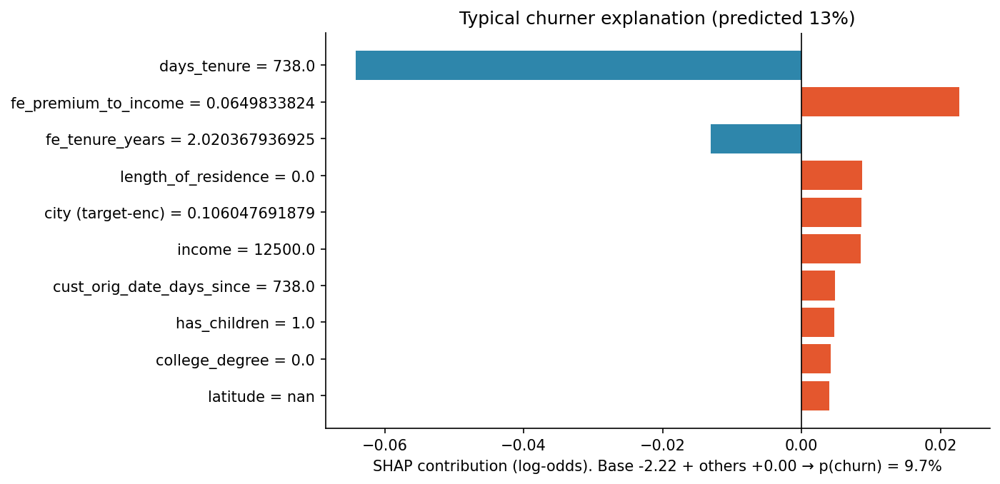 Typical churner explanation (predicted 13%)
days_tenure = 738.0
fe_premium_to_income = 0.0649833824
fe_tenure_years = 2.020367936925
length_of_residence = 0.0
city (target-enc) = 0.106047691879
income = 12500.0
cust_orig_date_days_since = 738.0
has_children = 1.0
college_degree = 0.0
latitude = nan
−0.06 −0.04 −0.02 0.00 0.02
SHAP contribution (log-odds). Base -2.22 + others +0.00 → p(churn) = 9.7%